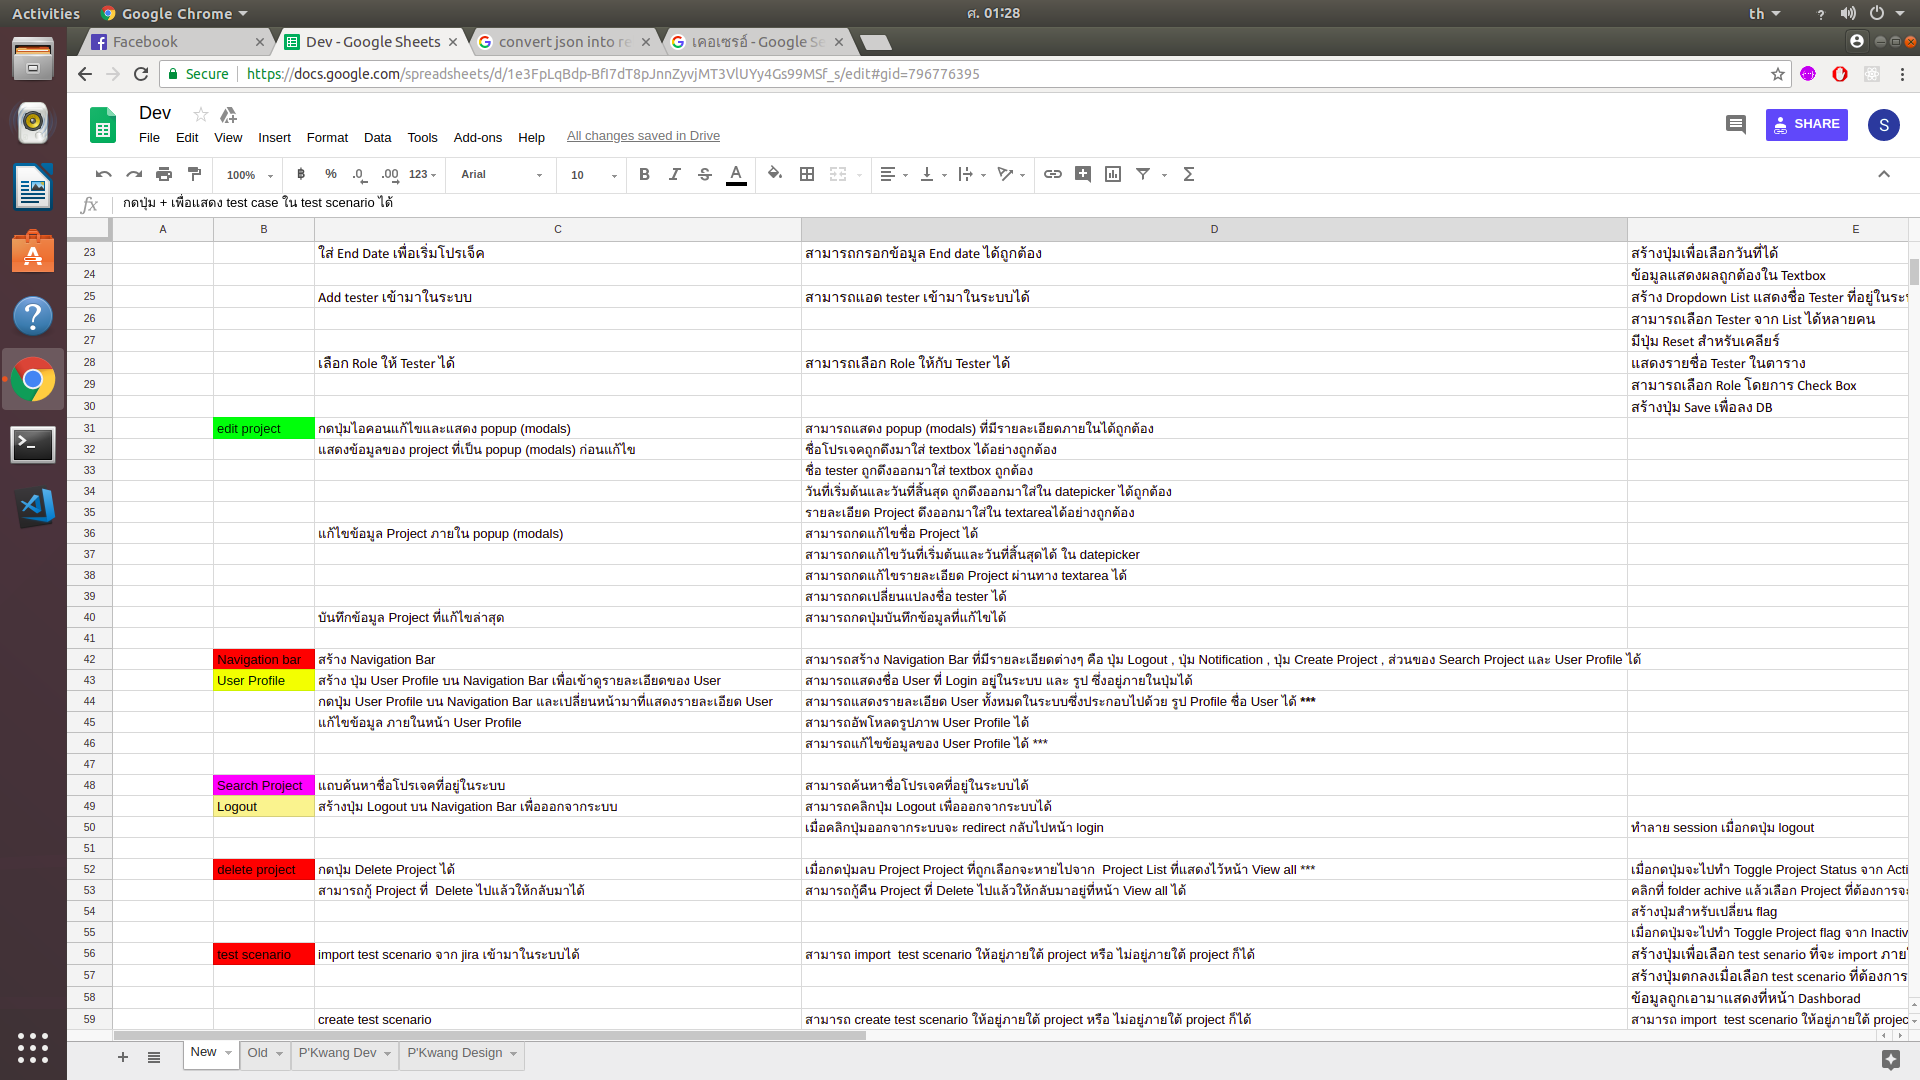 Activities Google Chrome ศ. 01:28 th
Facebook Dev - Google Sheets convert json into re เคอเซรอ์ - Google Se
Secure https://docs.google.com/spreadsheets/d/1e3FpLqBdp-BfI7dT8pJnnZyvjMT3VlUYy4Gs99MSf_s/edit#gid=796776395
Dev
File Edit View Insert Format Data Tools Add-ons Help All changes saved in Drive SHARE S
100% ฿ % .0 .00 123 Arial 10 B I S A Σ
fx กดปุ่ม + เพื่อแสดง test case ใน test scenario ได้
A B C D E
23 ใส่ End Date เพื่อเริ่มโปรเจ็ค สามารถกรอกข้อมูล End date ได้ถูกต้อง สร้างปุ่มเพื่อเลือกวันที่ได้
24 ข้อมูลแสดงผลถูกต้องใน Textbox
25 Add tester เข้ามาในระบบ สามารถแอด tester เข้ามาในระบบได้ สร้าง Dropdown List แสดงชื่อ Tester ที่อยู่ในระบ
26 สามารถเลือก Tester จาก List ได้หลายคน
27 มีปุ่ม Reset สำหรับเคลียร์
28 เลือก Role ให้ Tester ได้ สามารถเลือก Role ให้กับ Tester ได้ แสดงรายชื่อ Tester ในตาราง
29 สามารถเลือก Role โดยการ Check Box
30 สร้างปุ่ม Save เพื่อลง DB
31 edit project กดปุ่มไอคอนแก้ไขและแสดง popup (modals) สามารถแสดง popup (modals) ที่มีรายละเอียดภายในได้ถูกต้อง
32 แสดงข้อมูลของ project ที่เป็น popup (modals) ก่อนแก้ไข ชื่อโปรเจคถูกดึงมาใส่ textbox ได้อย่างถูกต้อง
33 ชื่อ tester ถูกดึงออกมาใส่ textbox ถูกต้อง
34 วันที่เริ่มต้นและวันที่สิ้นสุด ถูกดึงออกมาใส่ใน datepicker ได้ถูกต้อง
35 รายละเอียด Project ดึงออกมาใส่ใน textareaได้อย่างถูกต้อง
36 แก้ไขข้อมูล Project ภายใน popup (modals) สามารถกดแก้ไขชื่อ Project ได้
37 สามารถกดแก้ไขวันที่เริ่มต้นและวันที่สิ้นสุดได้ ใน datepicker
38 สามารถกดแก้ไขรายละเอียด Project ผ่านทาง textarea ได้
39 สามารถกดเปลี่ยนแปลงชื่อ tester ได้
40 บันทึกข้อมูล Project ที่แก้ไขล่าสุด สามารถกดปุ่มบันทึกข้อมูลที่แก้ไขได้
41
42 Navigation bar สร้าง Navigation Bar สามารถสร้าง Navigation Bar ที่มีรายละเอียดต่างๆ คือ ปุ่ม Logout , ปุ่ม Notification , ปุ่ม Create Project , ส่วนของ Search Project และ User Profile ได้
43 User Profile สร้าง ปุ่ม User Profile บน Navigation Bar เพื่อเข้าดูรายละเอียดของ User สามารถแสดงชื่อ User ที่ Login อยู่ในระบบ และ รูป ซึ่งอยู่ภายในปุ่มได้
44 กดปุ่ม User Profile บน Navigation Bar และเปลี่ยนหน้ามาที่แสดงรายละเอียด User สามารถแสดงรายละเอียด User ทั้งหมดในระบบซึ่งประกอบไปด้วย รูป Profile ชื่อ User ได้ ***
45 แก้ไขข้อมูล ภายในหน้า User Profile สามารถอัพโหลดรูปภาพ User Profile ได้
46 สามารถแก้ไขข้อมูลของ User Profile ได้ ***
47
48 Search Project แถบค้นหาชื่อโปรเจคที่อยู่ในระบบ สามารถค้นหาชื่อโปรเจคที่อยู่ในระบบได้
49 Logout สร้างปุ่ม Logout บน Navigation Bar เพื่อออกจากระบบ สามารถคลิกปุ่ม Logout เพื่อออกจากระบบได้
50 เมื่อคลิกปุ่มออกจากระบบจะ redirect กลับไปหน้า login ทำลาย session เมื่อกดปุ่ม logout
51
52 delete project กดปุ่ม Delete Project ได้ เมื่อกดปุ่มลบ Project Project ที่ถูกเลือกจะหายไปจาก Project List ที่แสดงไว้หน้า View all *** เมื่อกดปุ่มจะไปทำ Toggle Project Status จาก Acti
53 สามารถกู้ Project ที่ Delete ไปแล้วให้กลับมาได้ สามารถกู้คืน Project ที่ Delete ไปแล้วให้กลับมาอยู่ที่หน้า View all ได้ คลิกที่ folder achive แล้วเลือก Project ที่ต้องการจะ
54 สร้างปุ่มสำหรับเปลี่ยน flag
55 เมื่อกดปุ่มจะไปทำ Toggle Project flag จาก Inactiv
56 test scenario import test scenario จาก jira เข้ามาในระบบได้ สามารถ import test scenario ให้อยู่ภายใต้ project หรือ ไม่อยู่ภายใต้ project ก็ได้ สร้างปุ่มเพื่อเลือก test senario ที่จะ import ภายใ
57 สร้างปุ่มตกลงเมื่อเลือก test scenario ที่ต้องการ
58 ข้อมูลถูกเอามาแสดงที่หน้า Dashborad
59 create test scenario สามารถ create test scenario ให้อยู่ภายใต้ project หรือ ไม่อยู่ภายใต้ project ก็ได้ สามารถ import test scenario ให้อยู่ภายใต้ projec
New Old P'Kwang Dev P'Kwang Design